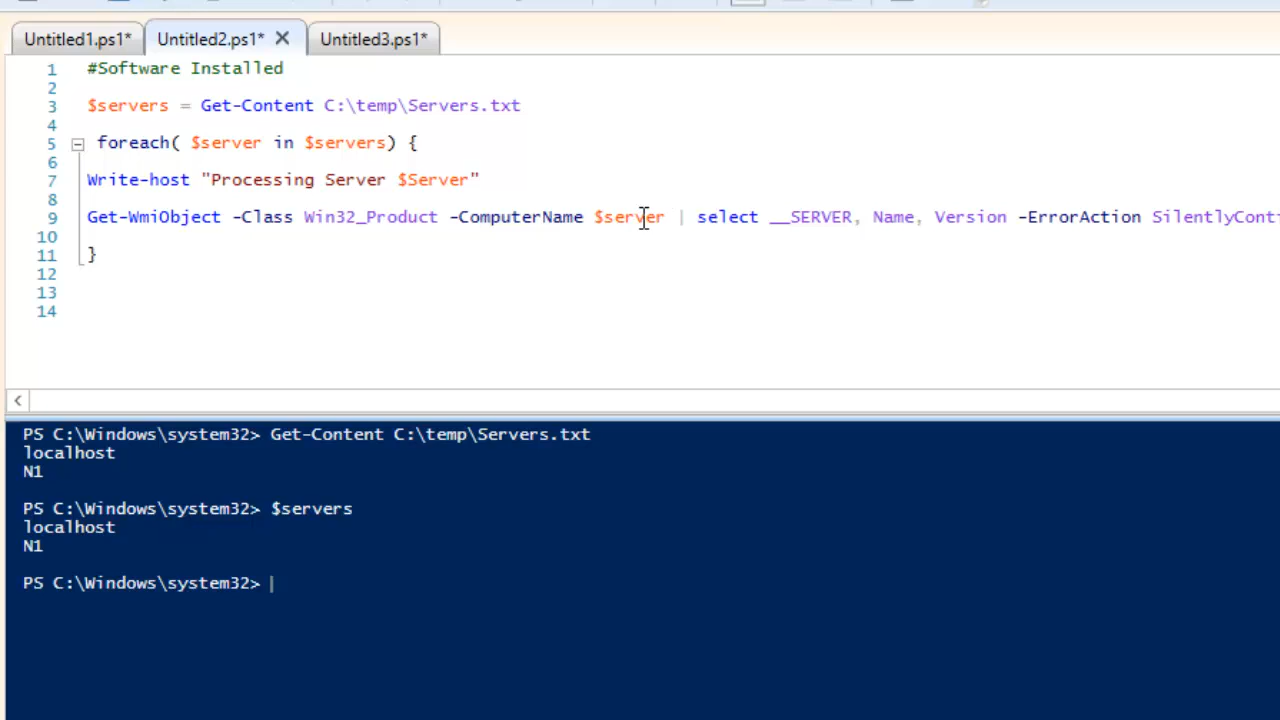 Untitled1.ps1* Untitled2.ps1* Untitled3.ps1*
1 #Software Installed
2
3 $servers = Get-Content C:\temp\Servers.txt
4
5 foreach( $server in $servers) {
6
7 Write-host "Processing Server $Server"
8
9 Get-WmiObject -Class Win32_Product -ComputerName $server | select __SERVER, Name, Version -ErrorAction SilentlyConti
10
11 }
12
13
14
PS C:\Windows\system32> Get-Content C:\temp\Servers.txt
localhost
N1
PS C:\Windows\system32> $servers
localhost
N1
PS C:\Windows\system32>